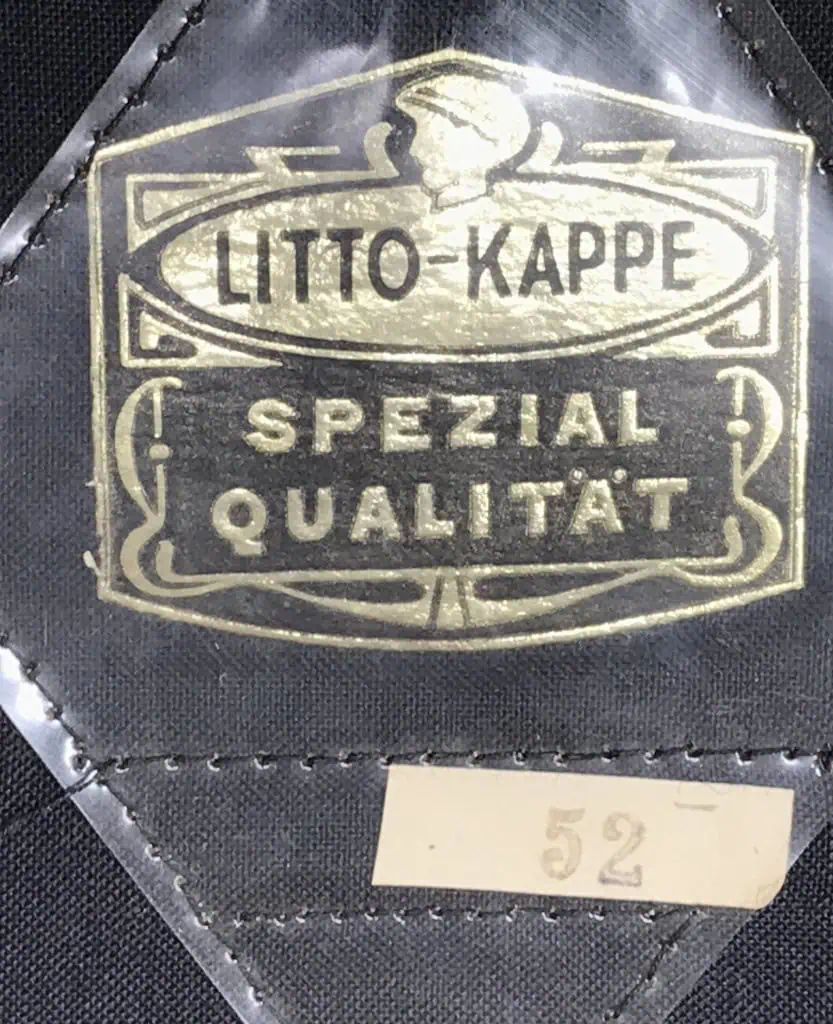 LITTO-KAPPE
SPEZIAL
QUALITÄT
52